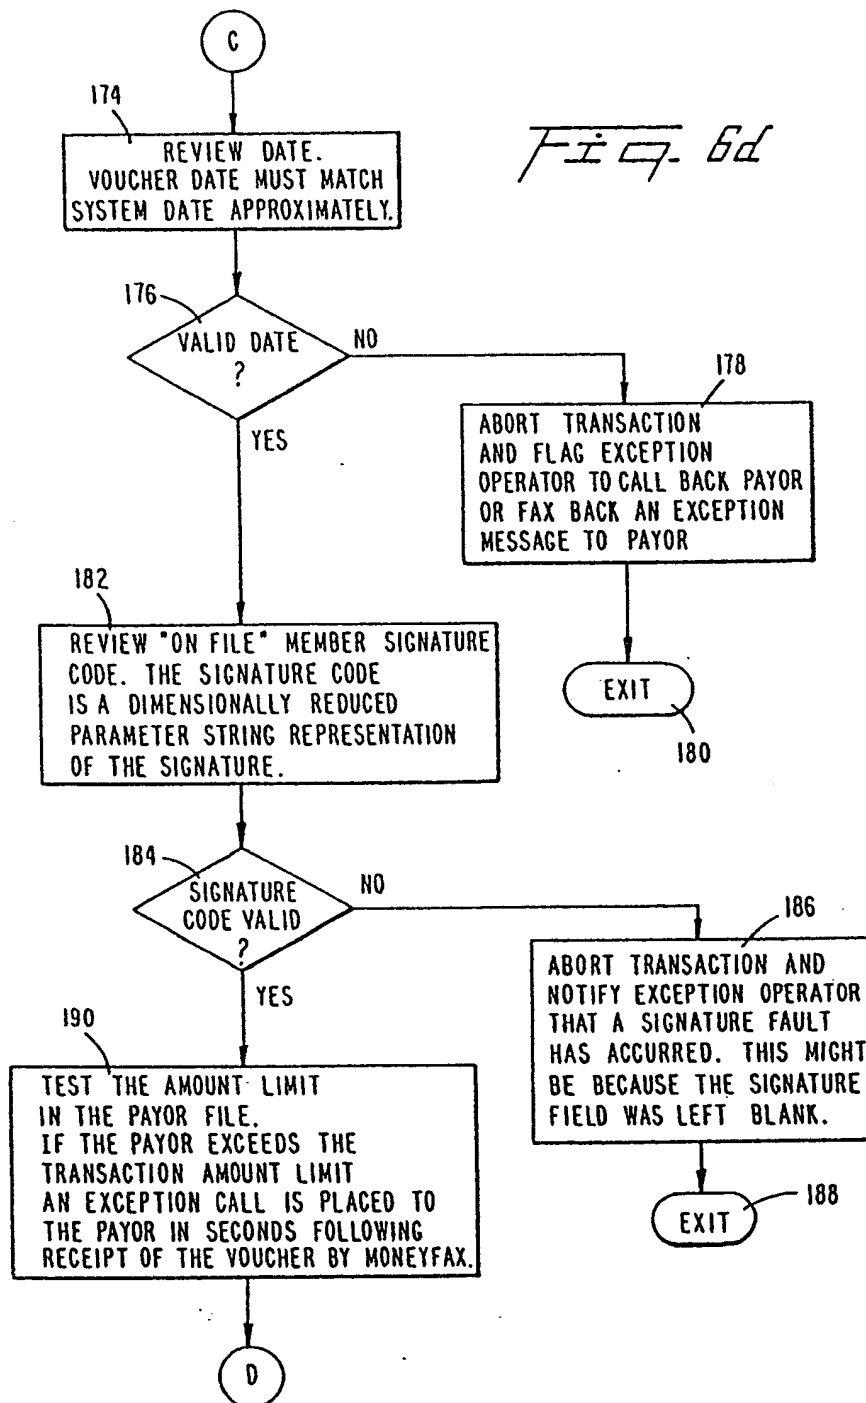 C
174
Fig. 6d
REVIEW DATE.
VOUCHER DATE MUST MATCH
SYSTEM DATE APPROXIMATELY.
176
VALID DATE
?
NO
YES
178
ABORT TRANSACTION
AND FLAG EXCEPTION
OPERATOR TO CALL BACK PAYOR
OR FAX BACK AN EXCEPTION
MESSAGE TO PAYOR
EXIT
180
182
REVIEW "ON FILE" MEMBER SIGNATURE
CODE. THE SIGNATURE CODE
IS A DIMENSIONALLY REDUCED
PARAMETER STRING REPRESENTATION
OF THE SIGNATURE.
184
SIGNATURE
CODE VALID
?
NO
YES
186
ABORT TRANSACTION AND
NOTIFY EXCEPTION OPERATOR
THAT A SIGNATURE FAULT
HAS ACCURRED. THIS MIGHT
BE BECAUSE THE SIGNATURE
FIELD WAS LEFT BLANK.
EXIT
188
190
TEST THE AMOUNT LIMIT
IN THE PAYOR FILE.
IF THE PAYOR EXCEEDS THE
TRANSACTION AMOUNT LIMIT
AN EXCEPTION CALL IS PLACED TO
THE PAYOR IN SECONDS FOLLOWING
RECEIPT OF THE VOUCHER BY MONEYFAX.
D